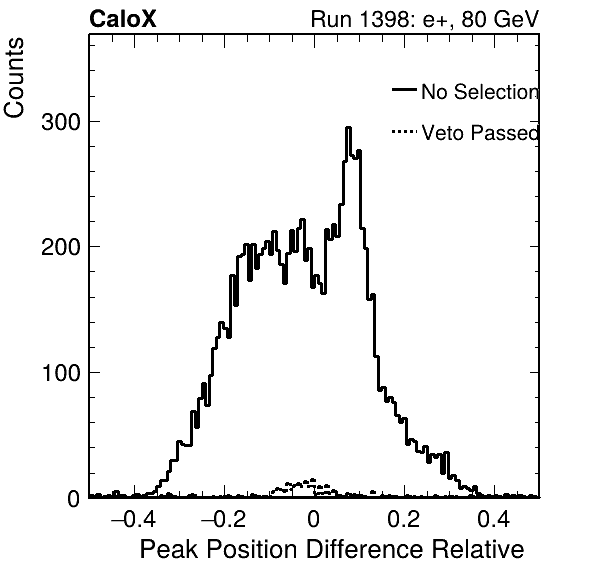 CaloX Run 1398: e+, 80 GeV
Counts
No Selection
Veto Passed
300
200
100
0
−0.4 −0.2 0 0.2 0.4
Peak Position Difference Relative